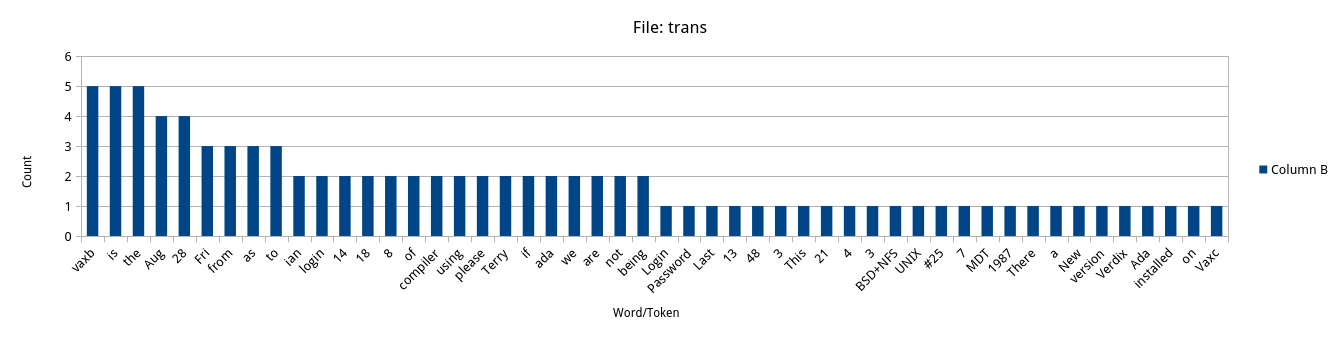 File: trans
6
5
4
3
2
1
0
Count
Column B
vaxb is the Aug 28 Fri from as to ian login 14 18 8 of compiler using please Terry if ada we are not being Login Password Last 13 48 3 This 21 4 3 BSD+NFS UNIX #25 7 MDT 1987 There a New version Verdix Ada installed on Vaxc
Word/Token